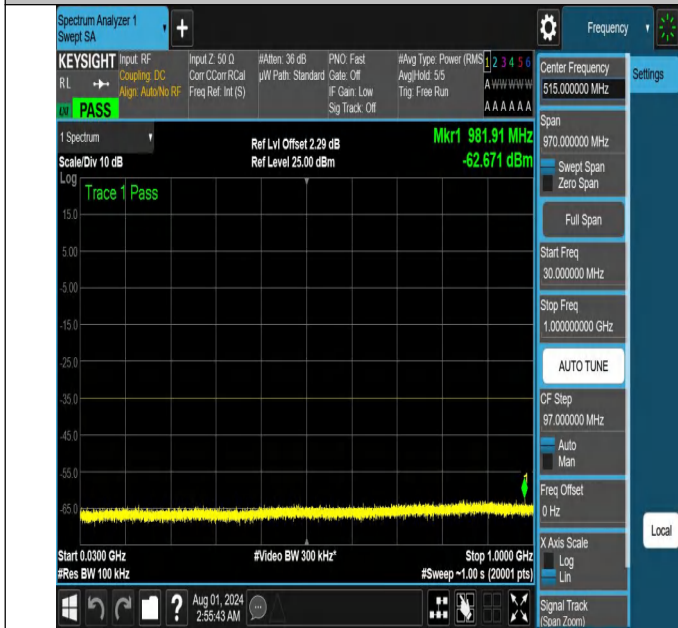 Spectrum Analyzer 1
Swept SA
+
Frequency
KEYSIGHT
RL
LXI
PASS
Input: RF
Coupling: DC
Align: Auto/No RF
Input Z: 50 Ω
Corr CCorr RCal
Freq Ref: Int (S)
#Atten: 36 dB
µW Path: Standard
PNO: Fast
Gate: Off
IF Gain: Low
Sig Track: Off
#Avg Type: Power (RMS
Avg|Hold: 5/5
Trig: Free Run
1 2 3 4 5 6
A W W W W W
A A A A A A
1 Spectrum
Scale/Div 10 dB
Ref Lvl Offset 2.29 dB
Ref Level 25.00 dBm
Mkr1 981.91 MHz
-62.671 dBm
Log
Trace 1 Pass
15.0
5.00
-5.00
-15.0
-25.0
-35.0
-45.0
-55.0
-65.0
1
Start 0.0300 GHz
#Res BW 100 kHz
#Video BW 300 kHz*
Stop 1.0000 GHz
#Sweep ~1.00 s (20001 pts)
?
Aug 01, 2024
2:55:43 AM
Center Frequency
515.000000 MHz
Settings
Span
970.000000 MHz
Swept Span
Zero Span
Full Span
Start Freq
30.000000 MHz
Stop Freq
1.000000000 GHz
AUTO TUNE
CF Step
97.000000 MHz
Auto
Man
Freq Offset
0 Hz
Local
X Axis Scale
Log
Lin
Signal Track
(Span Zoom)